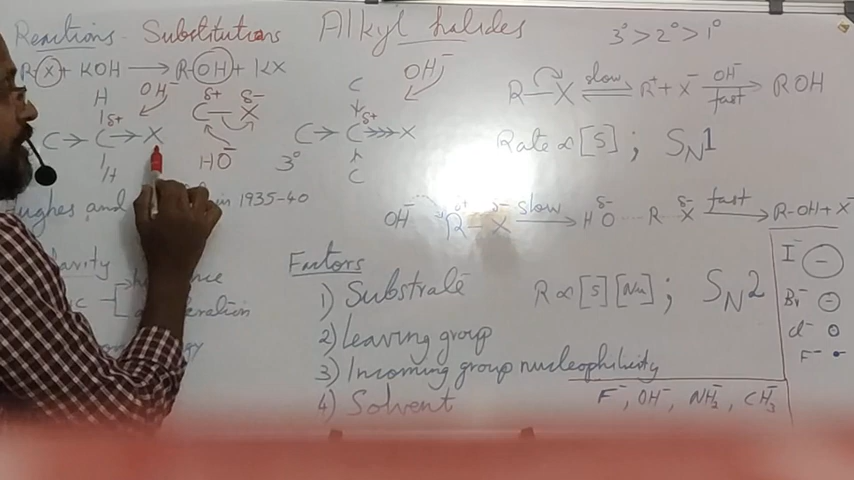 Reactions - Substitutions
Alkyl halides
3° > 2° > 1°
R-X + KOH → R-OH + KX
H
OH⁻
δ+
C → C →→ X
H
δ+ δ-
C - X
HO⁻
C
OH⁻
δ+
3° C → C →→→ X
C
R - X slow ⇌ R⁺ + X⁻ OH⁻ fast → ROH
Rate ∝ [S] ; SN1
Hughes and in 1935-40
OH⁻ δ+ R - X δ- slow → HO δ- ... R ... X δ- fast → R-OH + X⁻
R ∝ [S] [Nu] ; SN2
Factors
1) Substrate
2) Leaving group
3) Incoming group nucleophilicity
4) Solvent
F⁻, OH⁻, NH₂⁻, CH₃⁻
I⁻
Br⁻
Cl⁻
F⁻